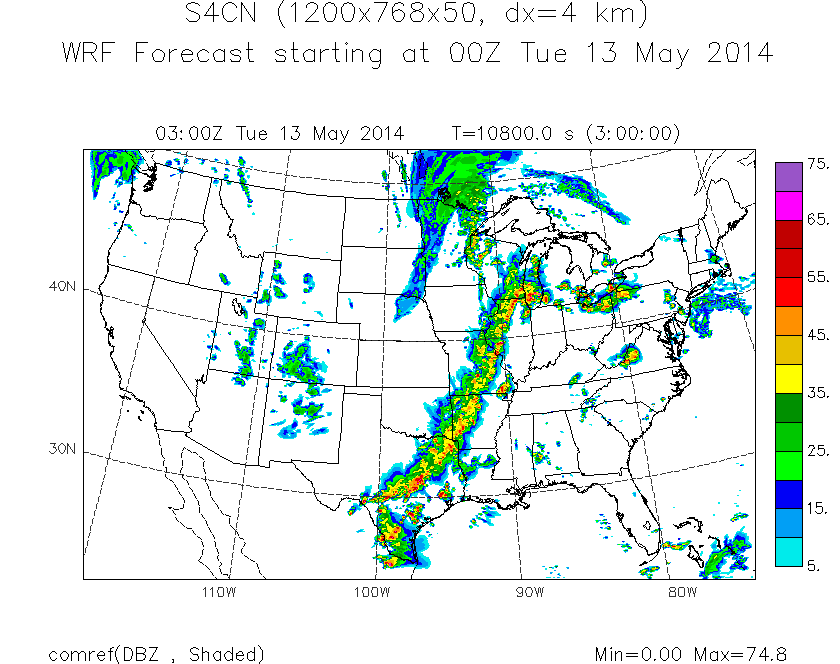 S4CN (1200x768x50, dx=4 km)
WRF Forecast starting at 00Z Tue 13 May 2014
03:00Z Tue 13 May 2014 T=10800.0 s (3:00:00)
75.
65.
55.
45.
35.
25.
15.
5.
40N
30N
110W 100W 90W 80W
comref(DBZ , Shaded) Min=0.00 Max=74.8